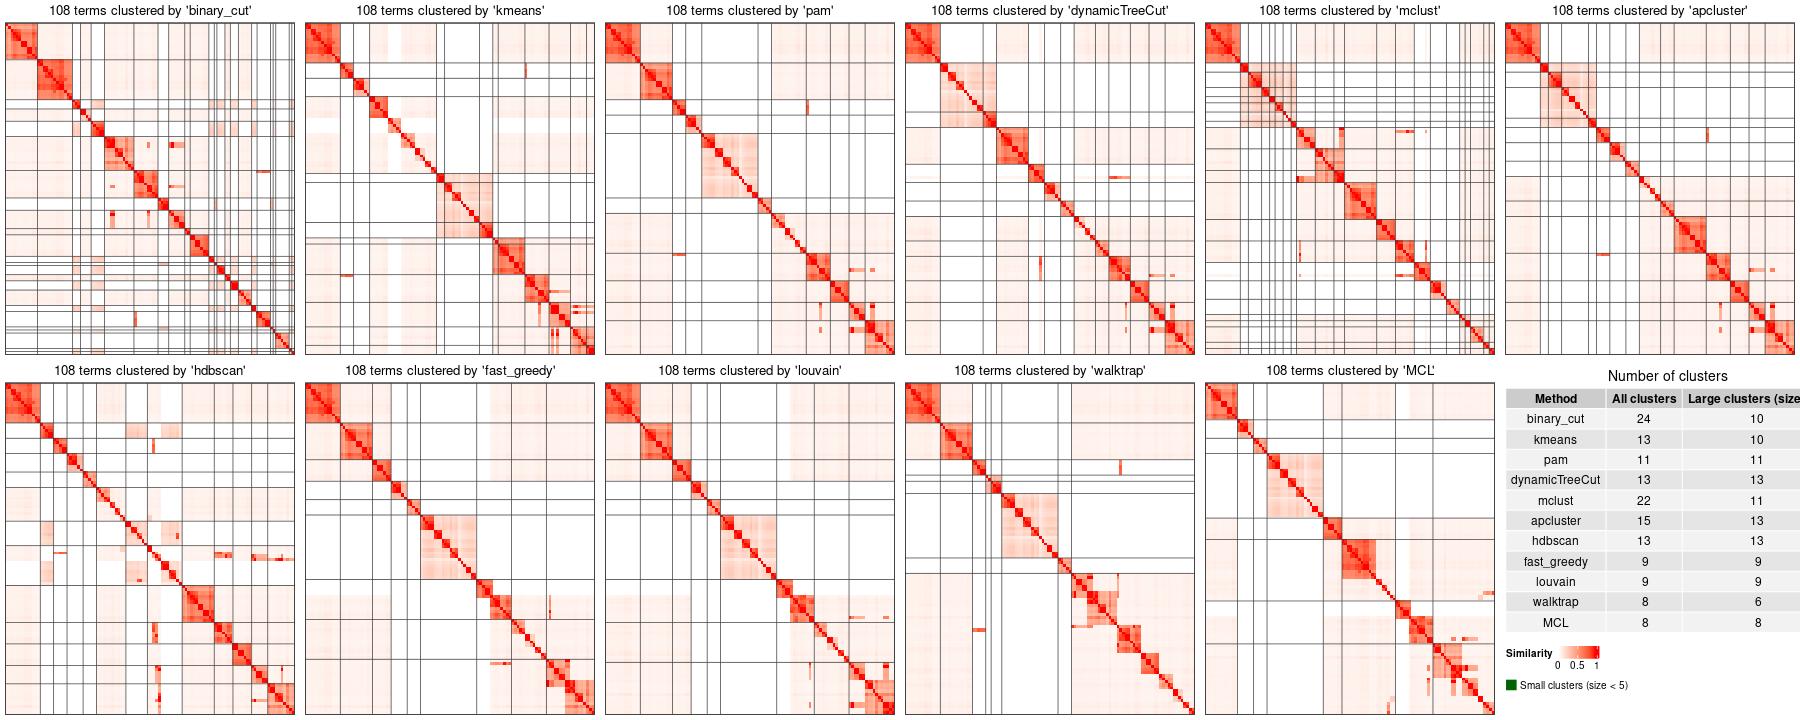 108 terms clustered by 'binary_cut'
108 terms clustered by 'kmeans'
108 terms clustered by 'pam'
108 terms clustered by 'dynamicTreeCut'
108 terms clustered by 'mclust'
108 terms clustered by 'apcluster'
108 terms clustered by 'hdbscan'
108 terms clustered by 'fast_greedy'
108 terms clustered by 'louvain'
108 terms clustered by 'walktrap'
108 terms clustered by 'MCL'
Number of clusters
Method All clusters Large clusters (size
binary_cut 24 10
kmeans 13 10
pam 11 11
dynamicTreeCut 13 13
mclust 22 11
apcluster 15 13
hdbscan 13 13
fast_greedy 9 9
louvain 9 9
walktrap 8 6
MCL 8 8
Similarity
0 0.5 1
Small clusters (size < 5)